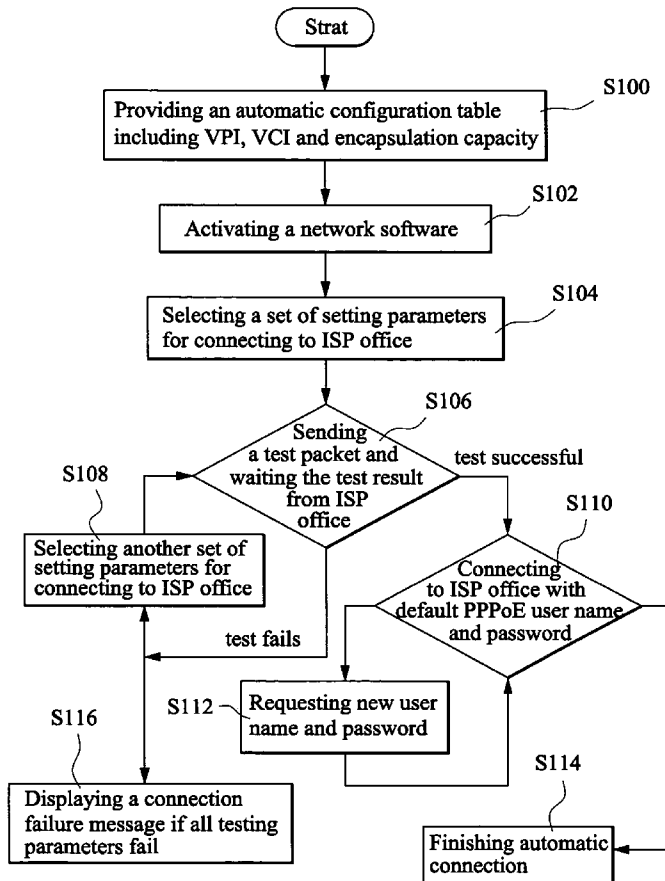 Strat
S100
Providing an automatic configuration table
including VPI, VCI and encapsulation capacity
S102
Activating a network software
S104
Selecting a set of setting parameters
for connecting to ISP office
S106
Sending
a test packet and
waiting the test result
from ISP
office
test successful
S108
Selecting another set of
setting parameters for
connecting to ISP office
S110
Connecting
to ISP office with
default PPPoE user name
and password
test fails
S112
Requesting new user
name and password
S116
Displaying a connection
failure message if all testing
parameters fail
S114
Finishing automatic
connection